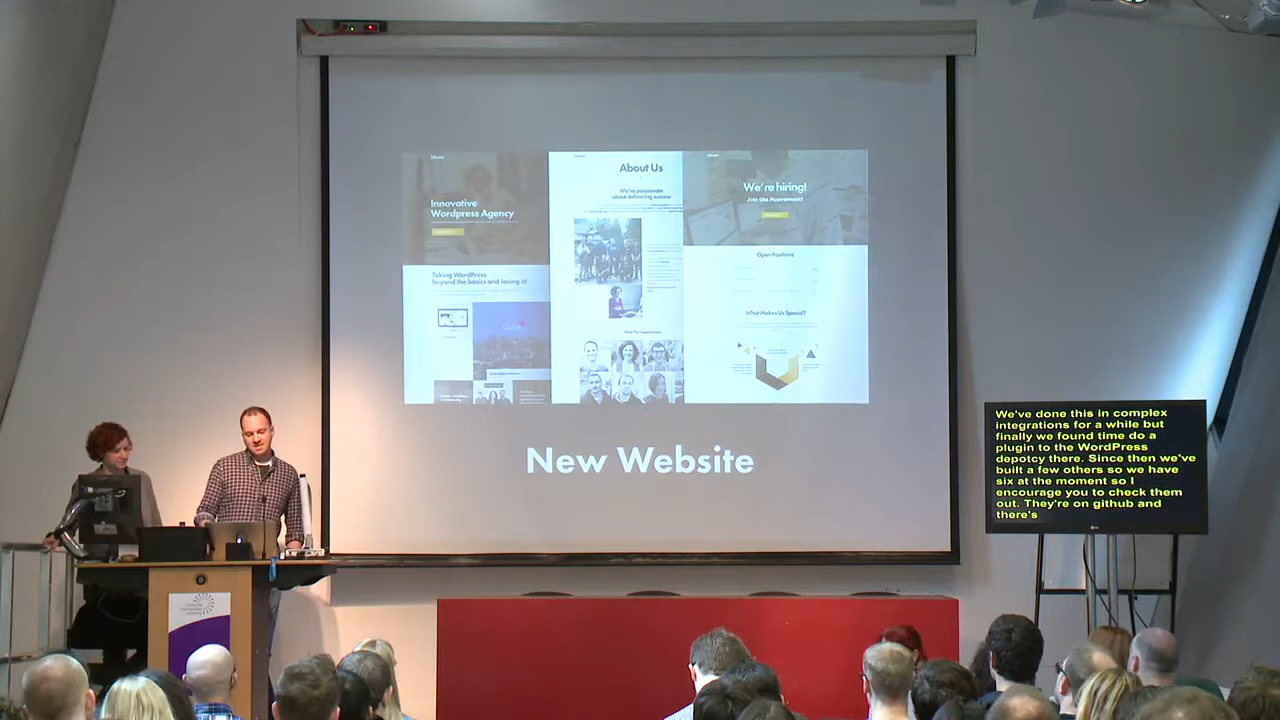 Innovative
Wordpress Agency
Taking WordPress
beyond the basics and loving it!
About Us
We're passionate
about delivering success
We're hiring!
Join the Movement!
Open Positions
What Makes Us Special?
New Website
We've done this in complex
integrations for a while but
finally we found time do a
plugin to the WordPress
depotcy there. Since then we've
built a few others so we have
six at the moment so I
encourage you to check them
out. They're on github and
there's